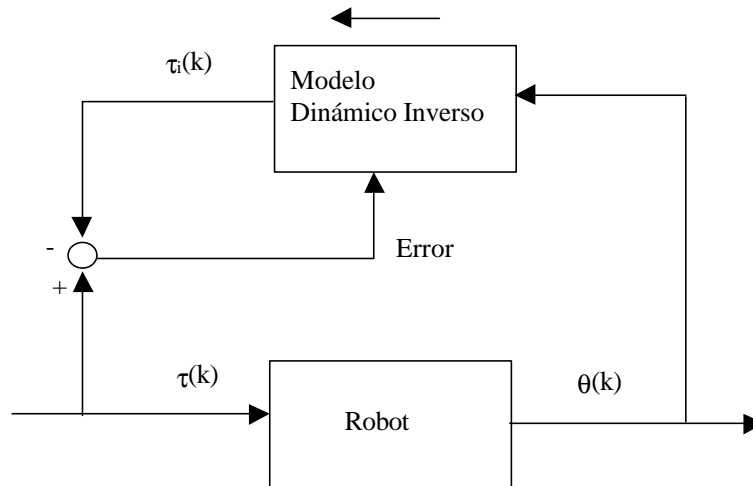 τi(k)
Modelo
Dinámico Inverso
-
Error
+
τ(k)
θ(k)
Robot